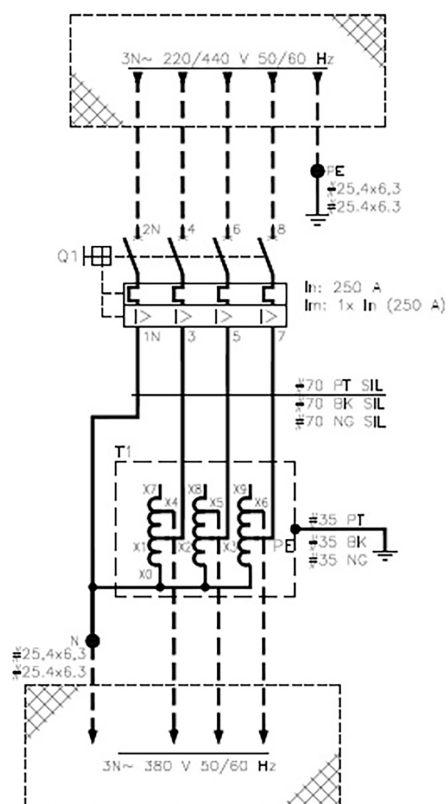 3N~ 220/440 V 50/60 Hz
PE
#25.4x6.3
#25.4x6.3
2N 4 6 8
Q1
In: 250 A
Im: 1x In (250 A)
I> I> I> I>
1N 3 5 7
#70 PT SIL
#70 BK SIL
#70 NG SIL
T1
X7 X8 X9
X4 X5 X6
X1 X2 X3 PE
X0
#35 PT
#35 BK
#35 NG
N
#25.4x6.3
#25.4x6.3
3N~ 380 V 50/60 Hz